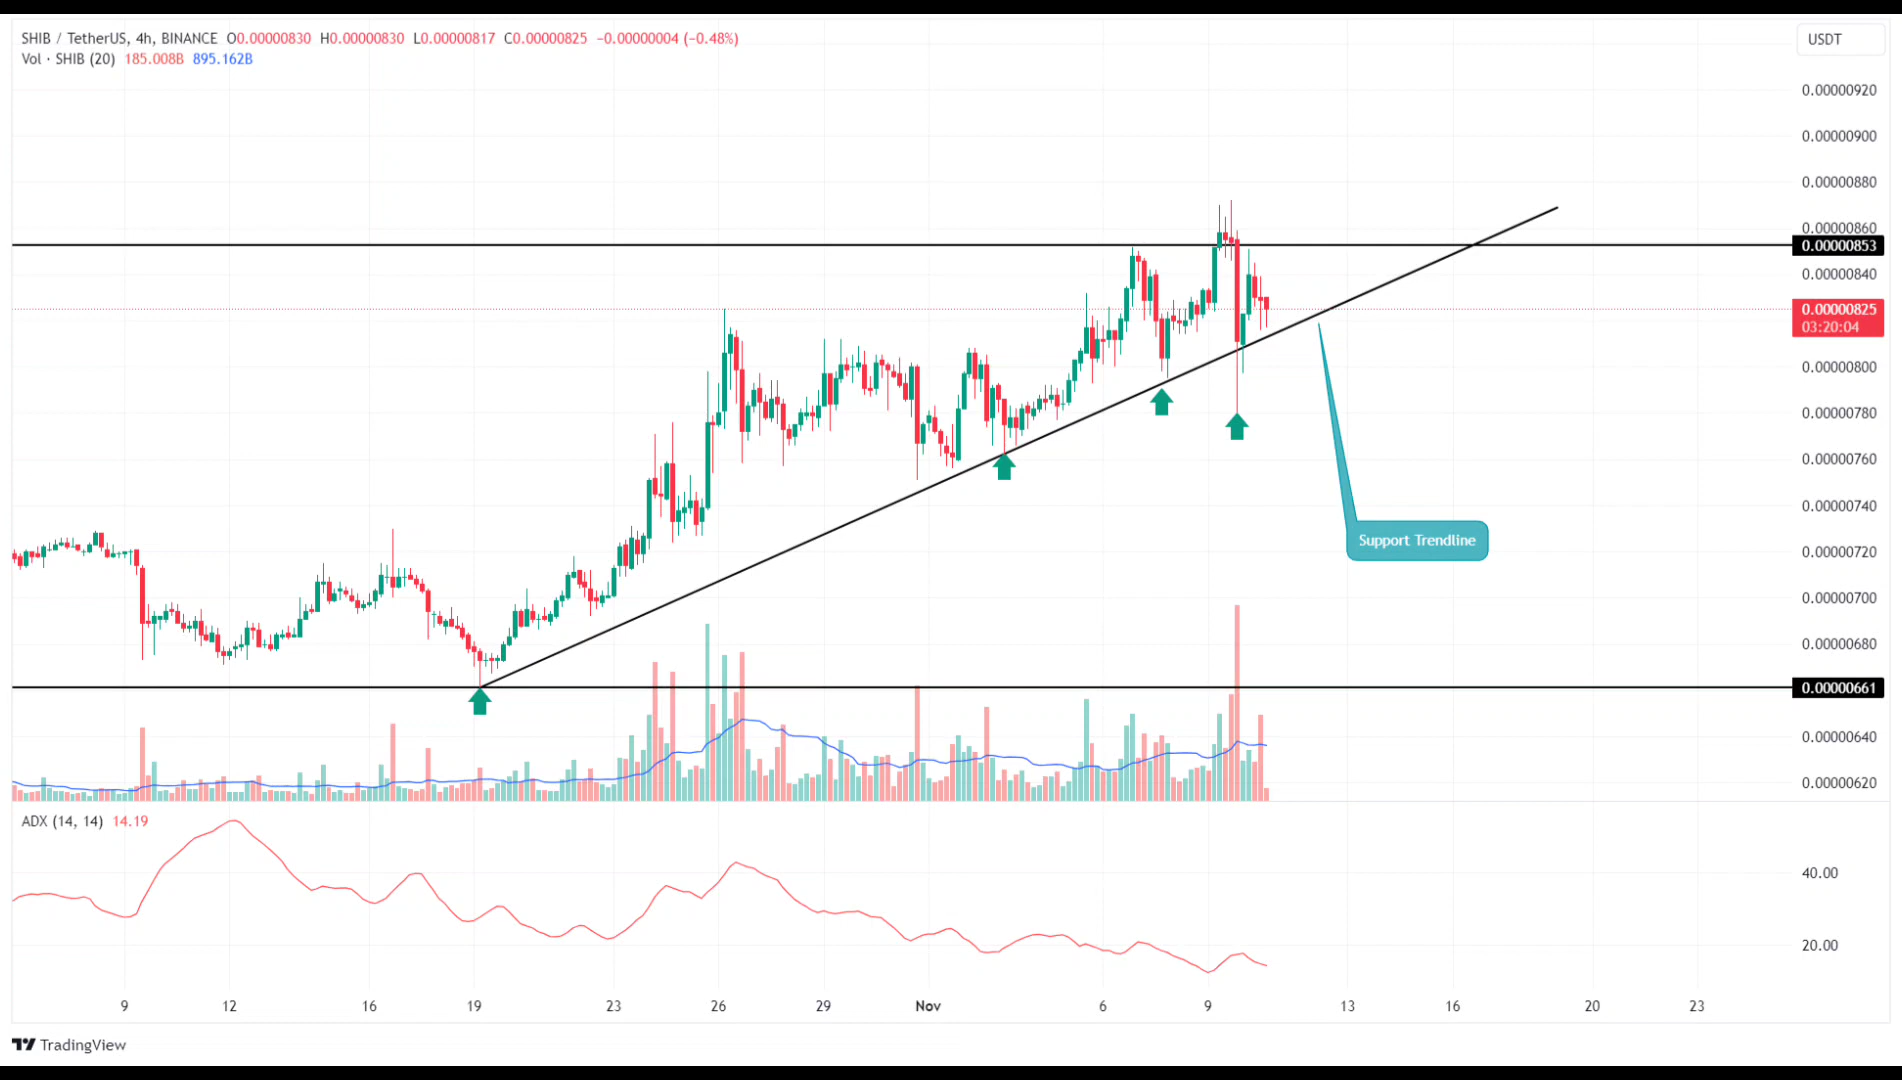 SHIB / TetherUS, 4h, BINANCE O0.00000830 H0.00000830 L0.00000817 C0.00000825 −0.00000004 (−0.48%)
Vol · SHIB (20) 185.008B 895.162B
USDT
0.00000920
0.00000900
0.00000880
0.00000860
0.00000853
0.00000840
0.00000825
03:20:04
0.00000800
0.00000780
0.00000760
0.00000740
Support Trendline
0.00000720
0.00000700
0.00000680
0.00000661
0.00000640
0.00000620
ADX (14, 14) 14.19
40.00
20.00
9 12 16 19 23 26 29 Nov 6 9 13 16 20 23
TradingView